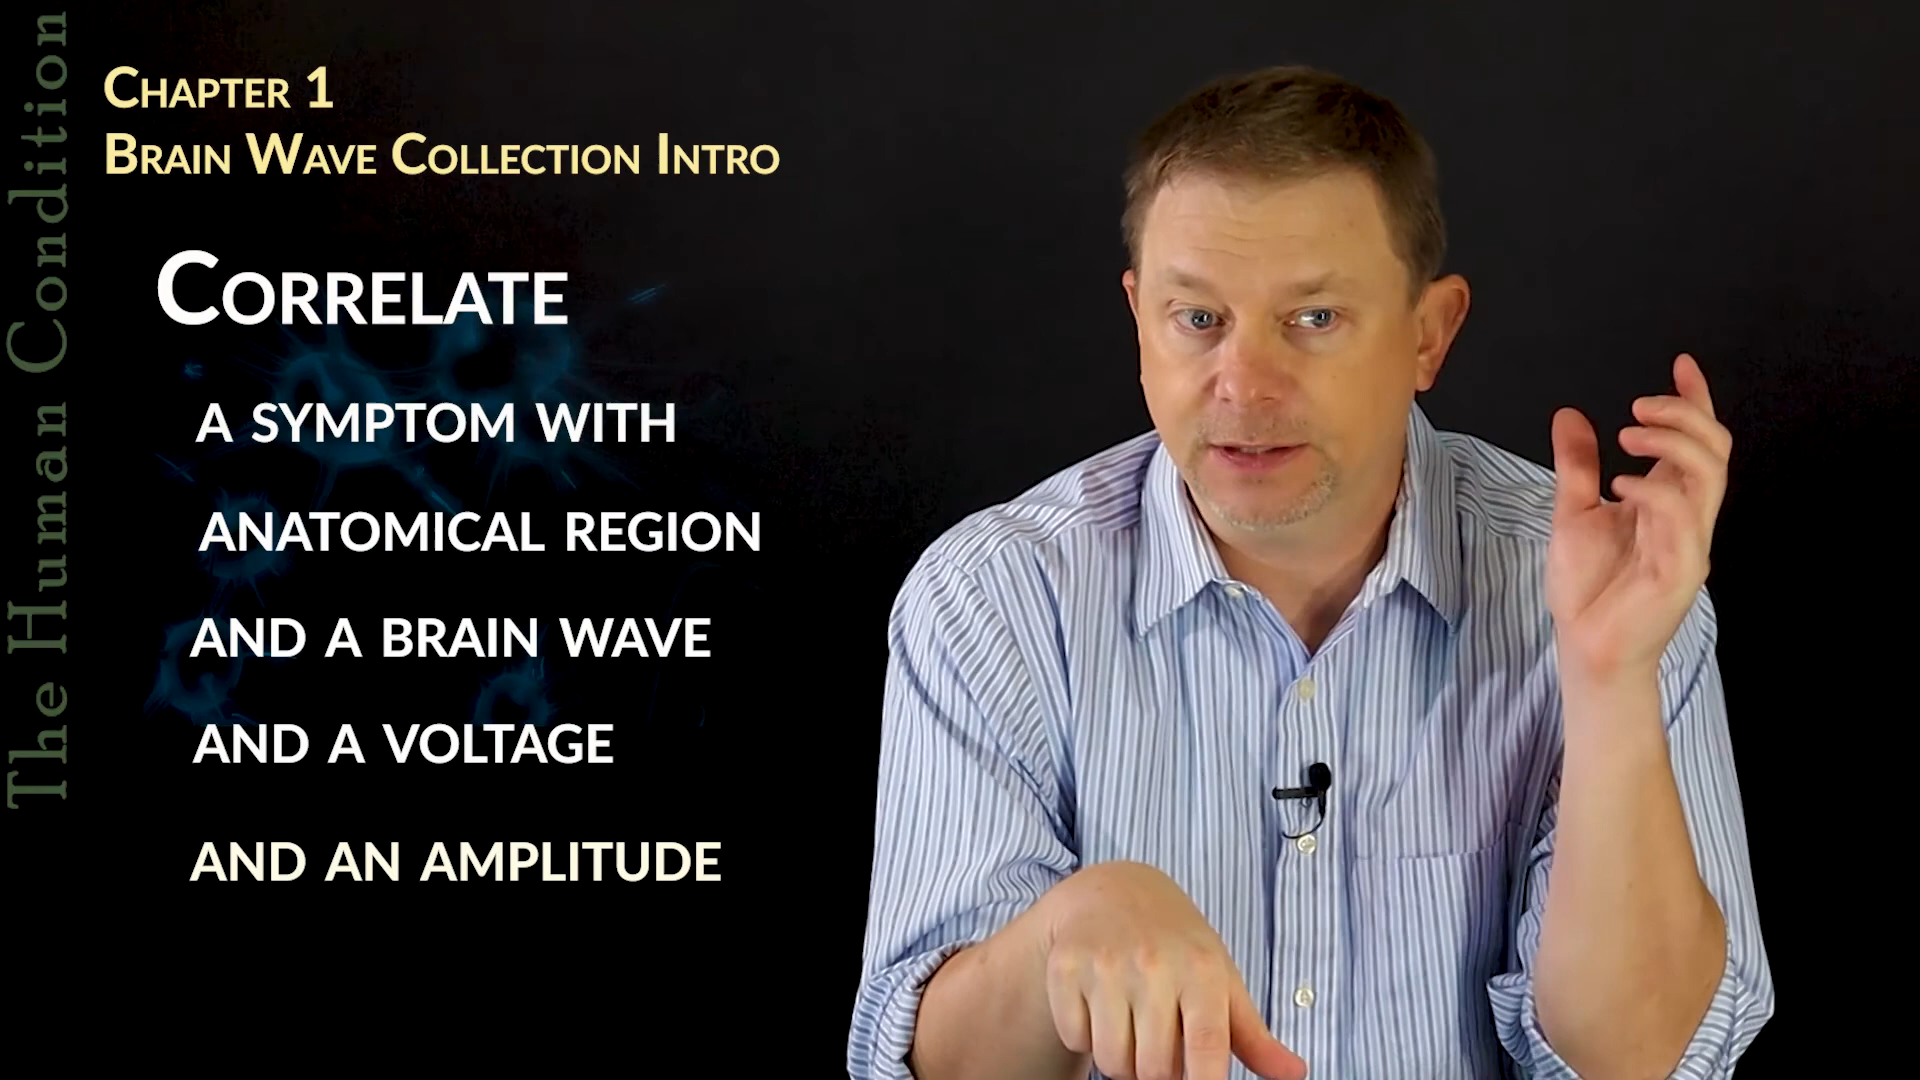 The Human Condition
Chapter 1
Brain Wave Collection Intro
Correlate
a symptom with
anatomical region
and a brain wave
and a voltage
and an amplitude